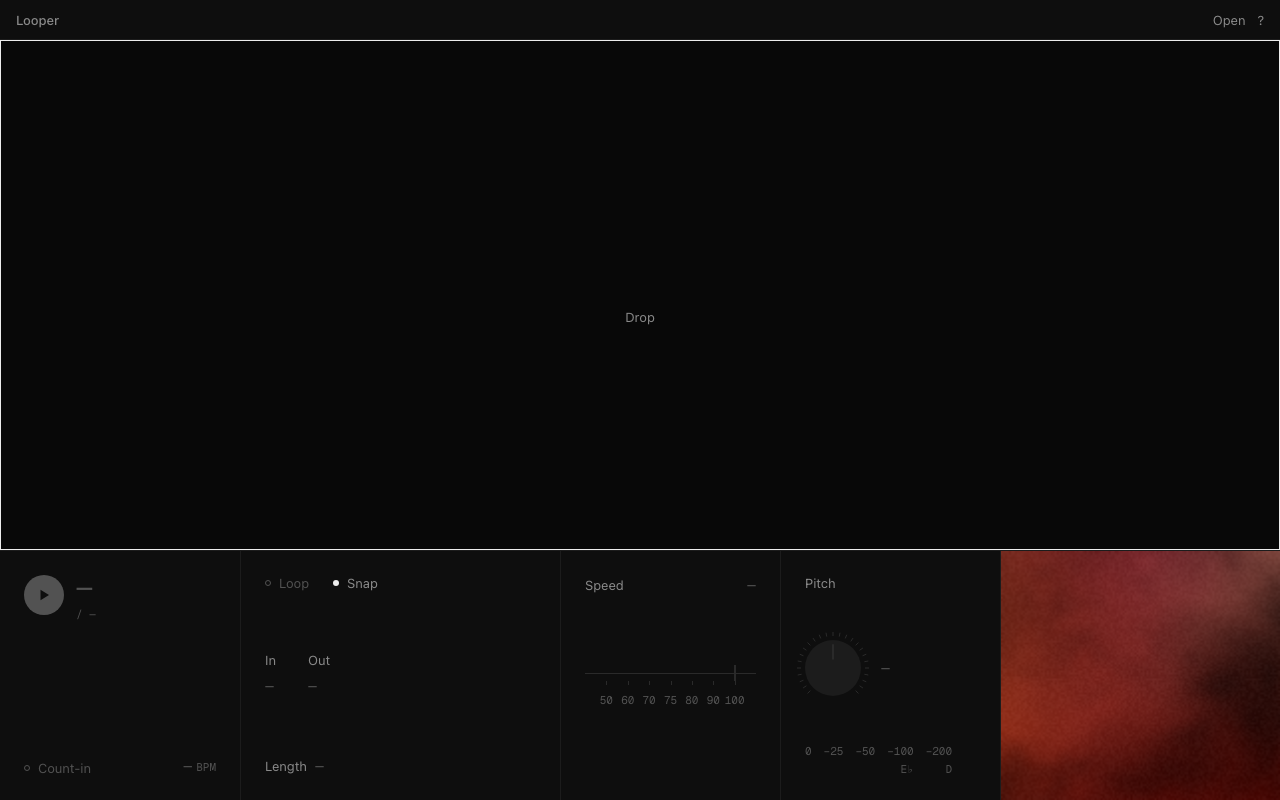 Looper
Open ?
Drop
—
/ –
Count-in
— BPM
Loop Snap
In Out
— —
Length —
Speed —
50 60 70 75 80 90 100
Pitch
—
0 −25 −50 −100 −200
E♭ D